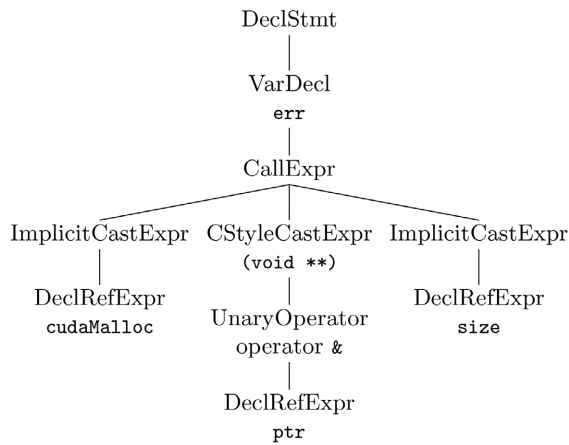 DeclStmt
VarDecl
err
CallExpr
ImplicitCastExpr CStyleCastExpr ImplicitCastExpr
(void **)
DeclRefExpr DeclRefExpr
cudaMalloc size
UnaryOperator
operator &
DeclRefExpr
ptr